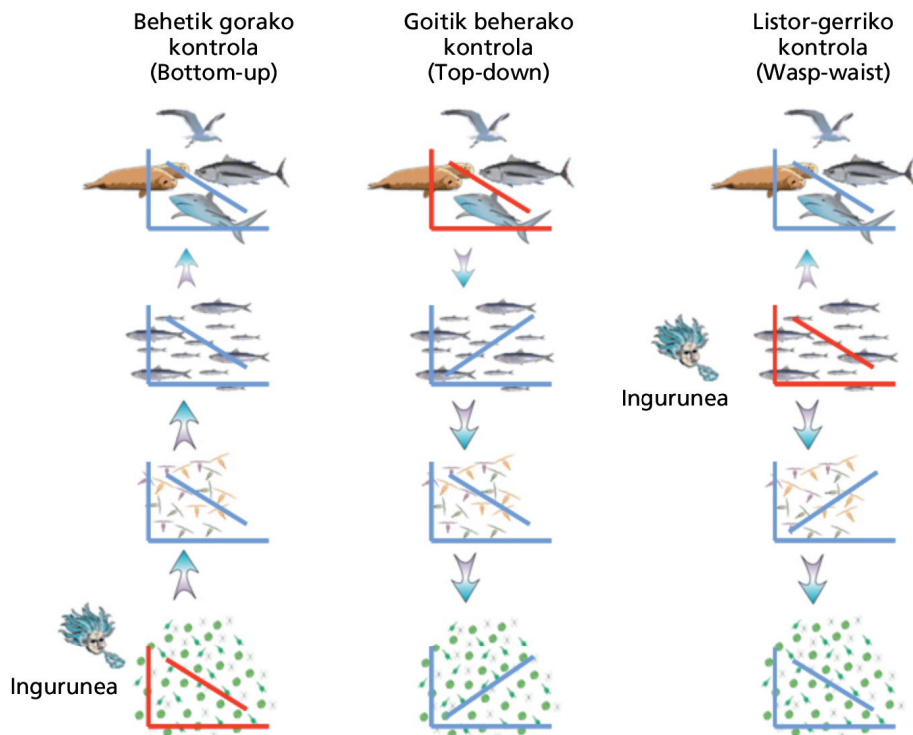 Behetik gorako
kontrola
(Bottom-up)
Goitik beherako
kontrola
(Top-down)
Listor-gerriko
kontrola
(Wasp-waist)
Ingurunea
Ingurunea